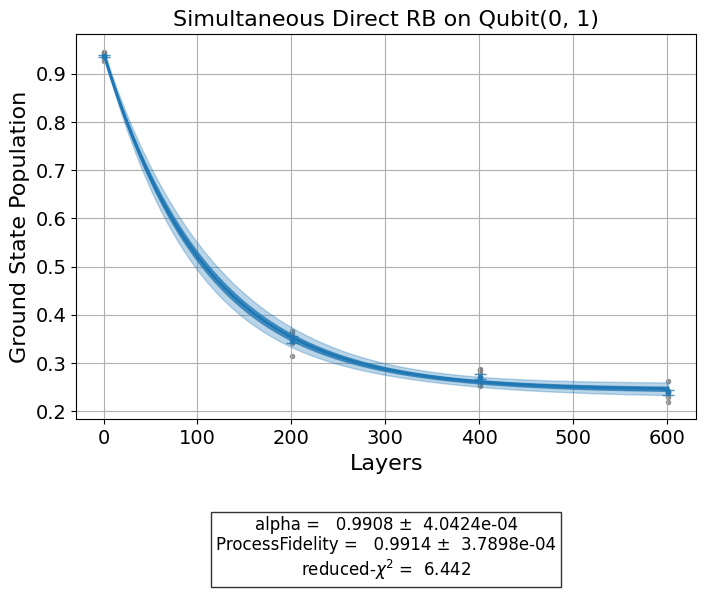 Simultaneous Direct RB on Qubit(0, 1)
Ground State Population
0.9
0.8
0.7
0.6
0.5
0.4
0.3
0.2
0 100 200 300 400 500 600
Layers
alpha = 0.9908 ± 4.0424e-04
ProcessFidelity = 0.9914 ± 3.7898e-04
reduced-χ² = 6.442